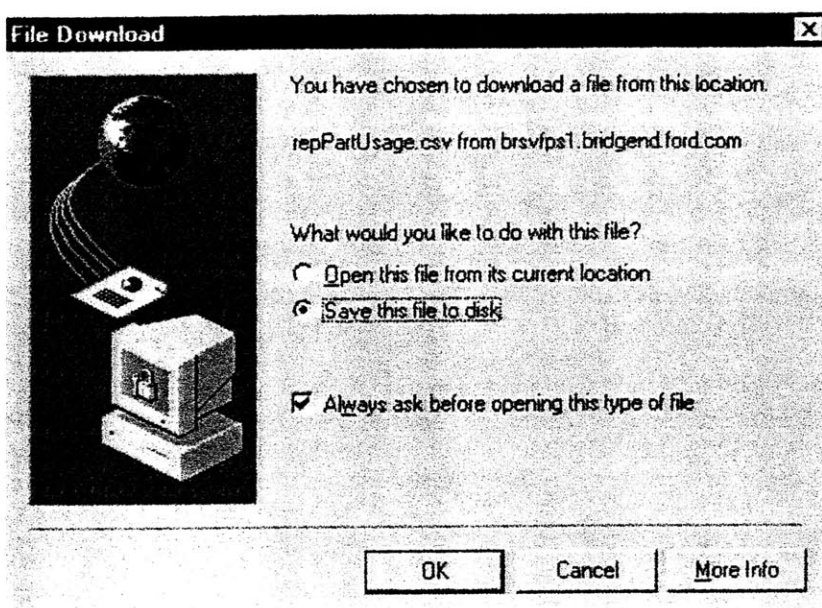 File Download
You have chosen to download a file from this location.
repPartUsage.csv from brsvfps1.bridgend.ford.com
What would you like to do with this file?
Open this file from its current location
Save this file to disk
Always ask before opening this type of file
OK
Cancel
More Info